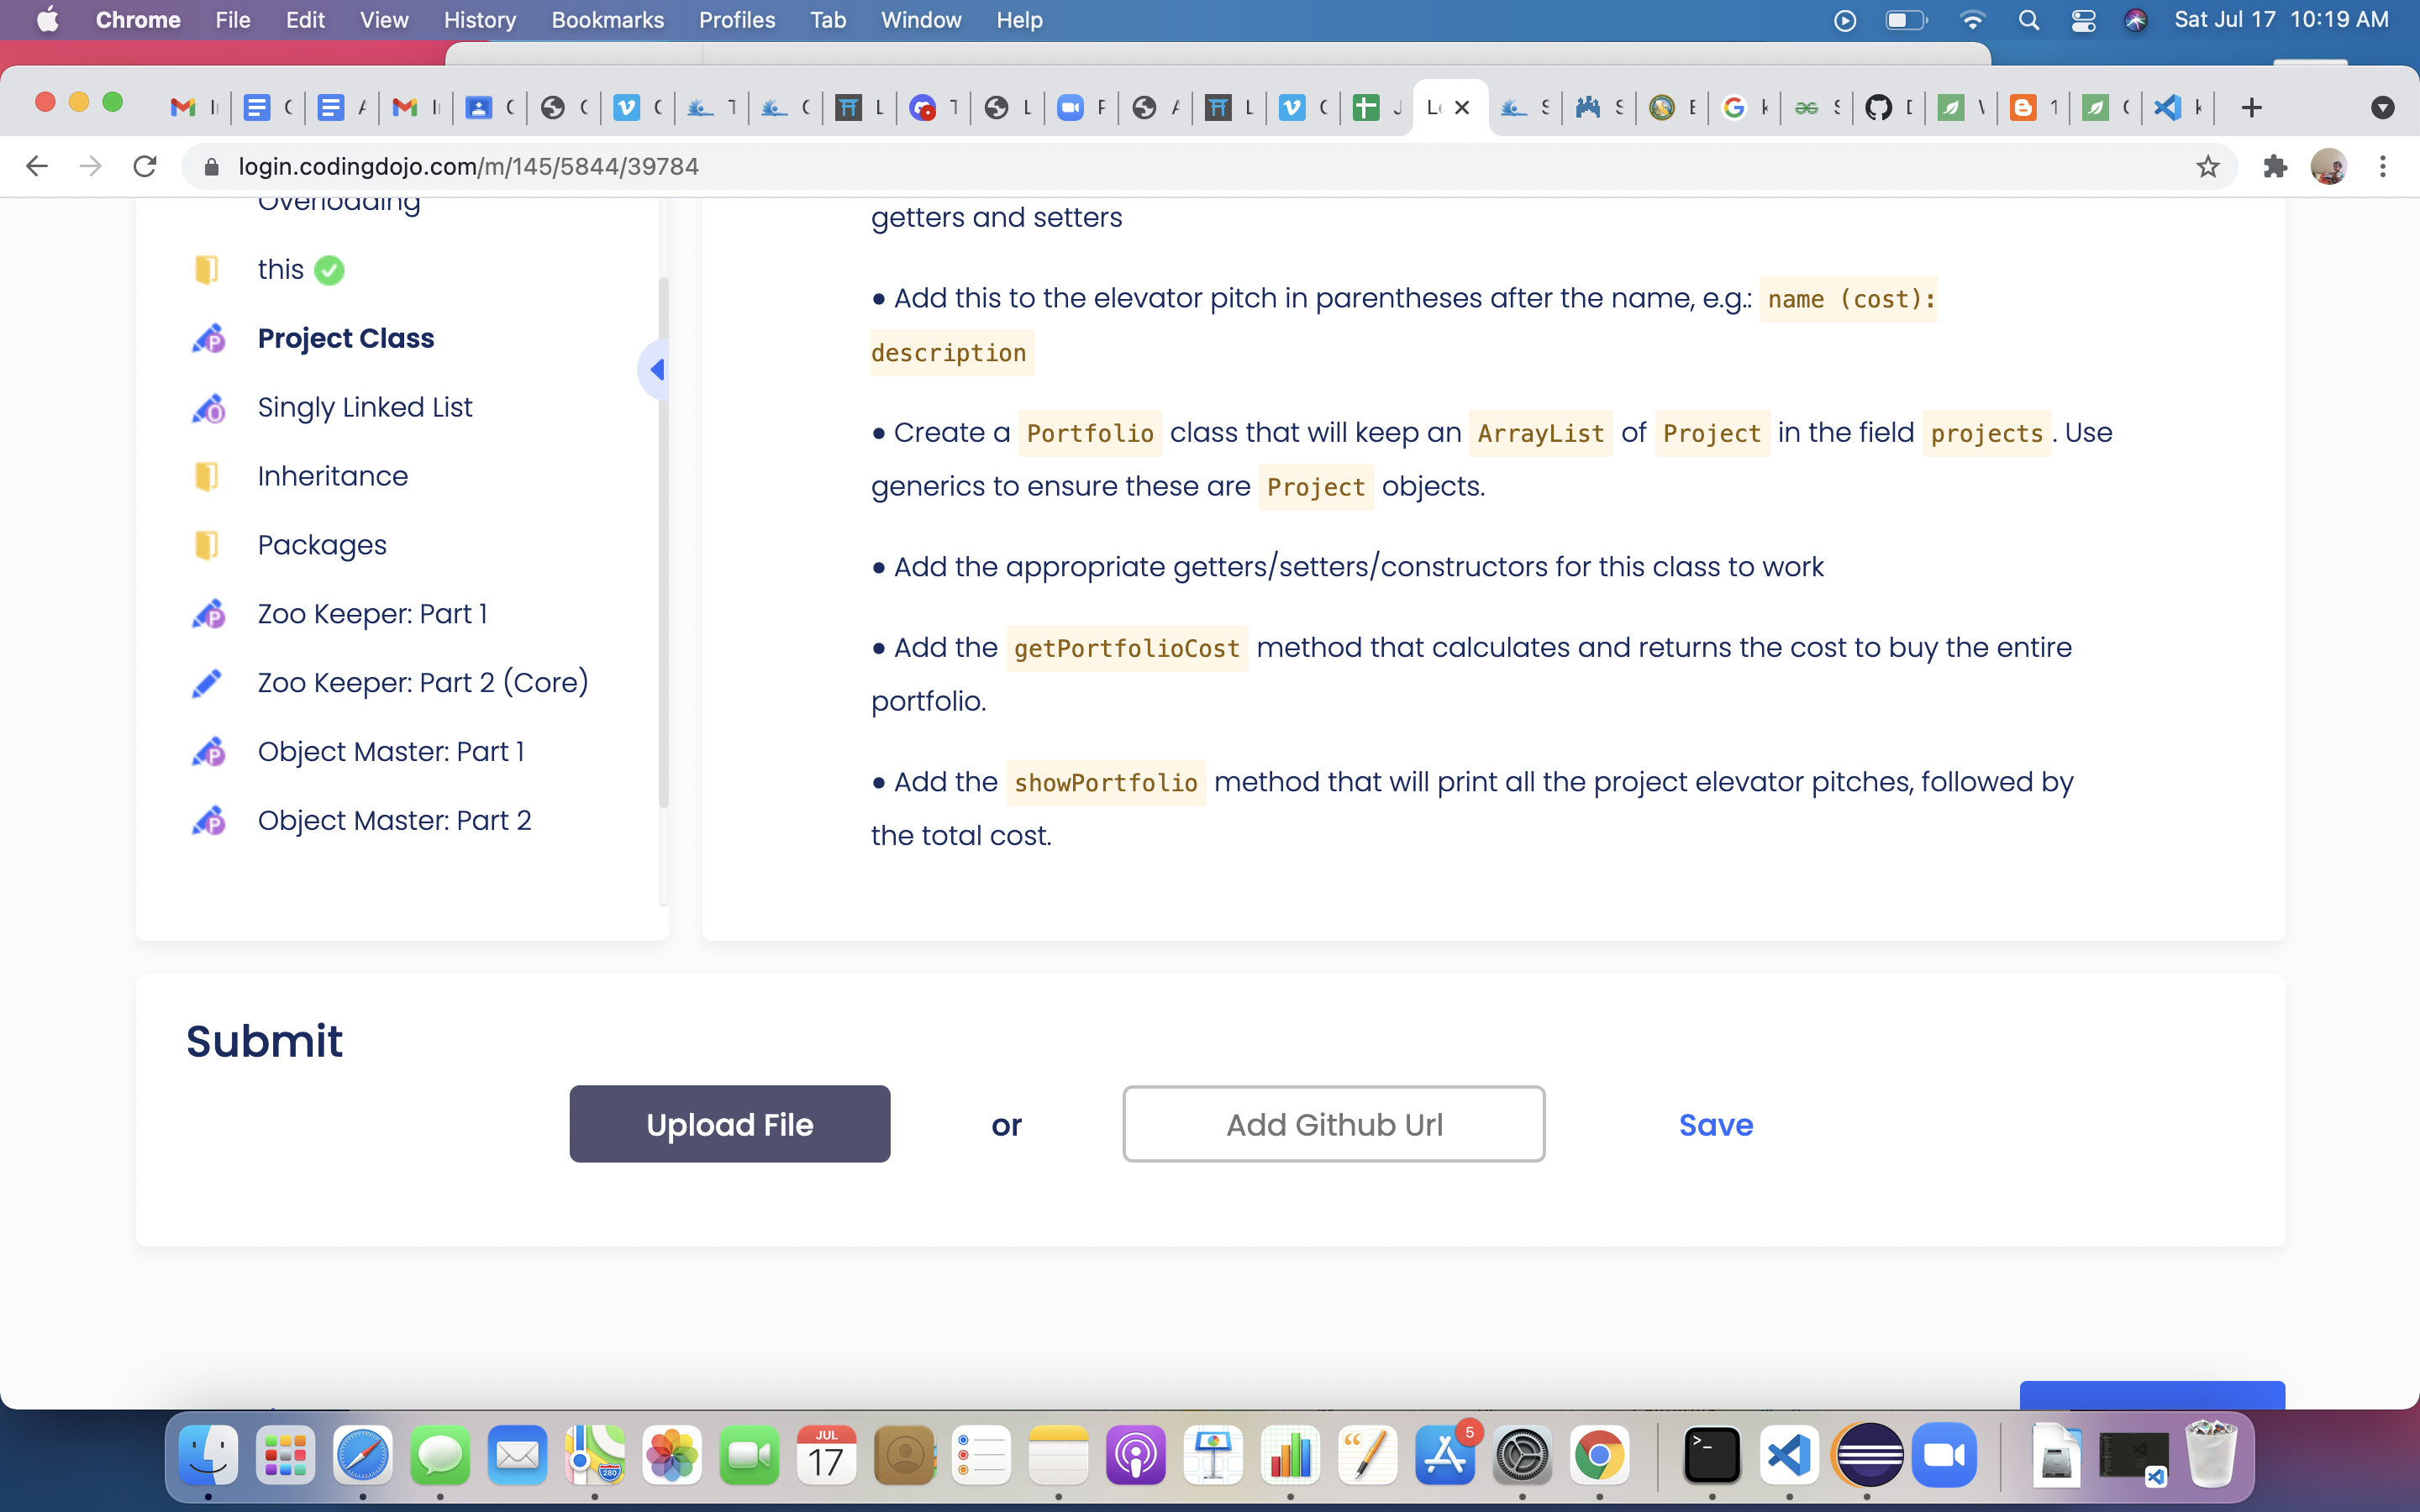 Chrome File Edit View History Bookmarks Profiles Tab Window Help Sat Jul 17 10:19 AM
login.codingdojo.com/m/145/5844/39784
Overloading
this
Project Class
Singly Linked List
Inheritance
Packages
Zoo Keeper: Part 1
Zoo Keeper: Part 2 (Core)
Object Master: Part 1
Object Master: Part 2
getters and setters
• Add this to the elevator pitch in parentheses after the name, e.g.: name (cost):
description
• Create a Portfolio class that will keep an ArrayList of Project in the field projects . Use
generics to ensure these are Project objects.
• Add the appropriate getters/setters/constructors for this class to work
• Add the getPortfolioCost method that calculates and returns the cost to buy the entire
portfolio.
• Add the showPortfolio method that will print all the project elevator pitches, followed by
the total cost.
Submit
Upload File or Add Github Url Save
JUL
17
280
5